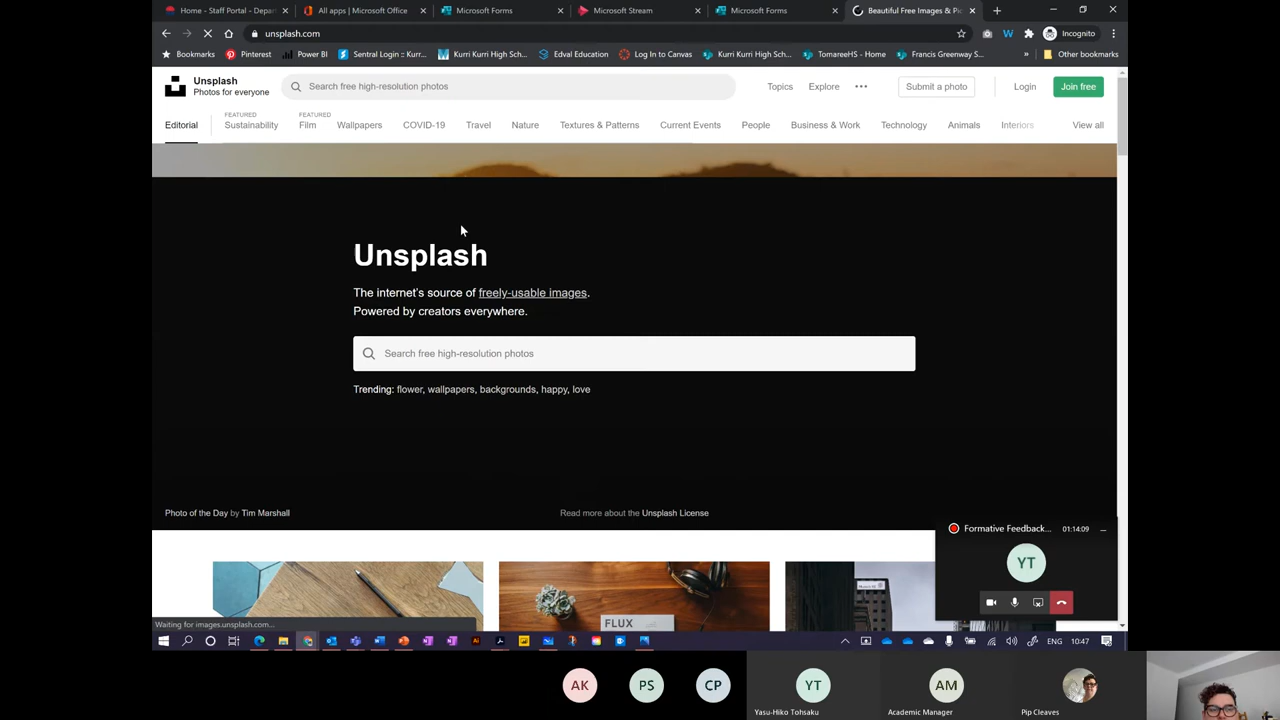 Home - Staff Portal - Depar
All apps | Microsoft Office
Microsoft Forms
Microsoft Stream
Microsoft Forms
Beautiful Free Images & Pic
unsplash.com
Incognito
Bookmarks
Pinterest
Power BI
Sentral Login :: Kurr...
Kurri Kurri High Sch...
Edval Education
Log In to Canvas
Kurri Kurri High Sc...
TomareeHS - Home
Francis Greenway S...
»
Other bookmarks
Unsplash
Photos for everyone
Search free high-resolution photos
Topics
Explore
Submit a photo
Login
Join free
Editorial
FEATURED
Sustainability
FEATURED
Film
Wallpapers
COVID-19
Travel
Nature
Textures & Patterns
Current Events
People
Business & Work
Technology
Animals
Interiors
View all
Unsplash
The internet's source of freely-usable images.
Powered by creators everywhere.
Search free high-resolution photos
Trending: flower, wallpapers, backgrounds, happy, love
Photo of the Day by Tim Marshall
Read more about the Unsplash License
Formative Feedback...
01:14:09
YT
FLUX
Waiting for images.unsplash.com...
ENG
10:47
AK
PS
CP
YT
Yasu-Hiko Tohsaku
AM
Academic Manager
Pip Cleaves